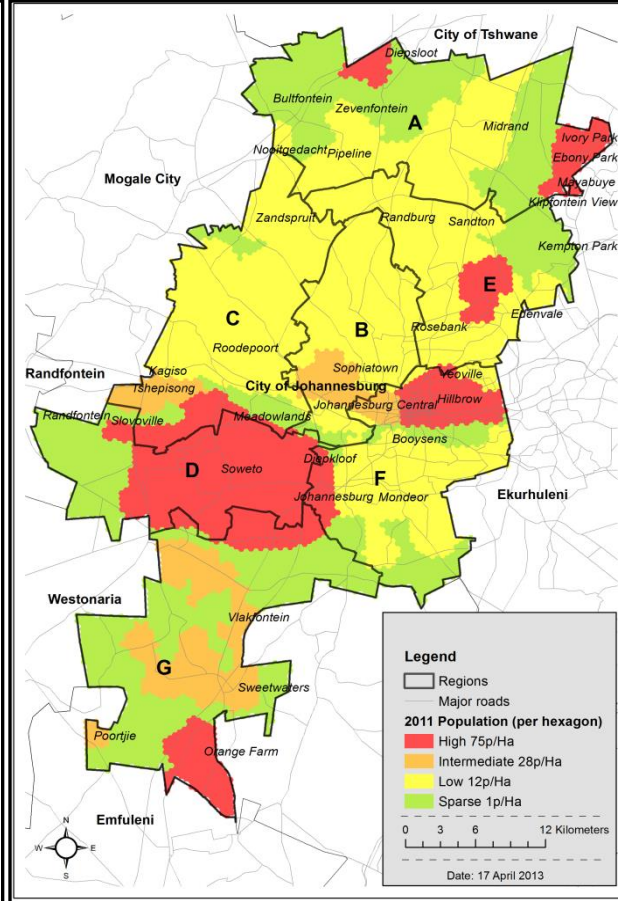 City of Tshwane
Diepsloot
Bultfontein
Zevenfontein
A
Midrand
Ivory Park
Nooitgedacht
Pipeline
Ebony Park
Mogale City
Mayabuye
Klipfontein View
Zandspruit
Randburg
Sandton
Kempton Park
E
C
B
Edenvale
Rosebank
Roodepoort
Sophiatown
Randfontein
Kagiso
Yeoville
Tshepisong
City of Johannesburg
Hillbrow
Johannesburg Central
Randfontein
Slovoville
Meadowlands
Booysens
Diepkloof
D
Soweto
F
Johannesburg
Mondeor
Ekurhuleni
Westonaria
Vlakfontein
G
Sweetwaters
Poortjie
Orange Farm
Emfuleni
N
W
E
S
Legend
Regions
Major roads
2011 Population (per hexagon)
High 75p/Ha
Intermediate 28p/Ha
Low 12p/Ha
Sparse 1p/Ha
0 3 6 12 Kilometers
Date: 17 April 2013